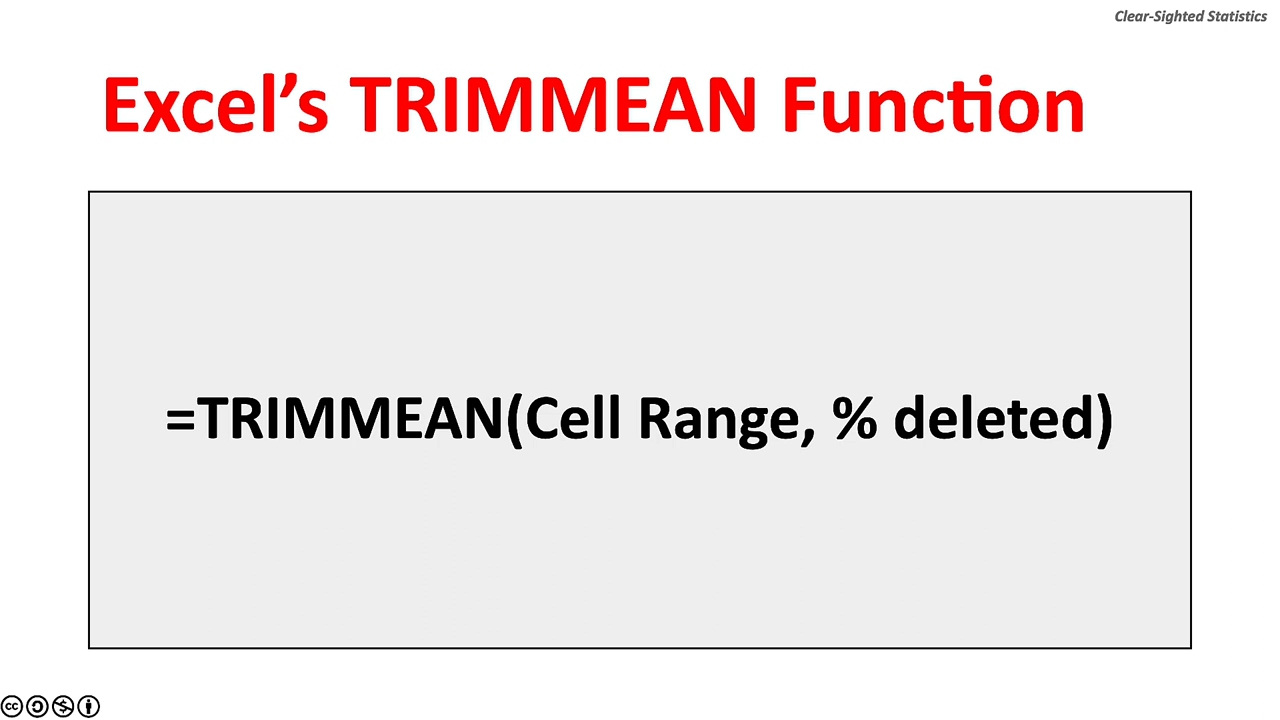 Clear-Sighted Statistics
Excel’s TRIMMEAN Function
=TRIMMEAN(Cell Range, % deleted)